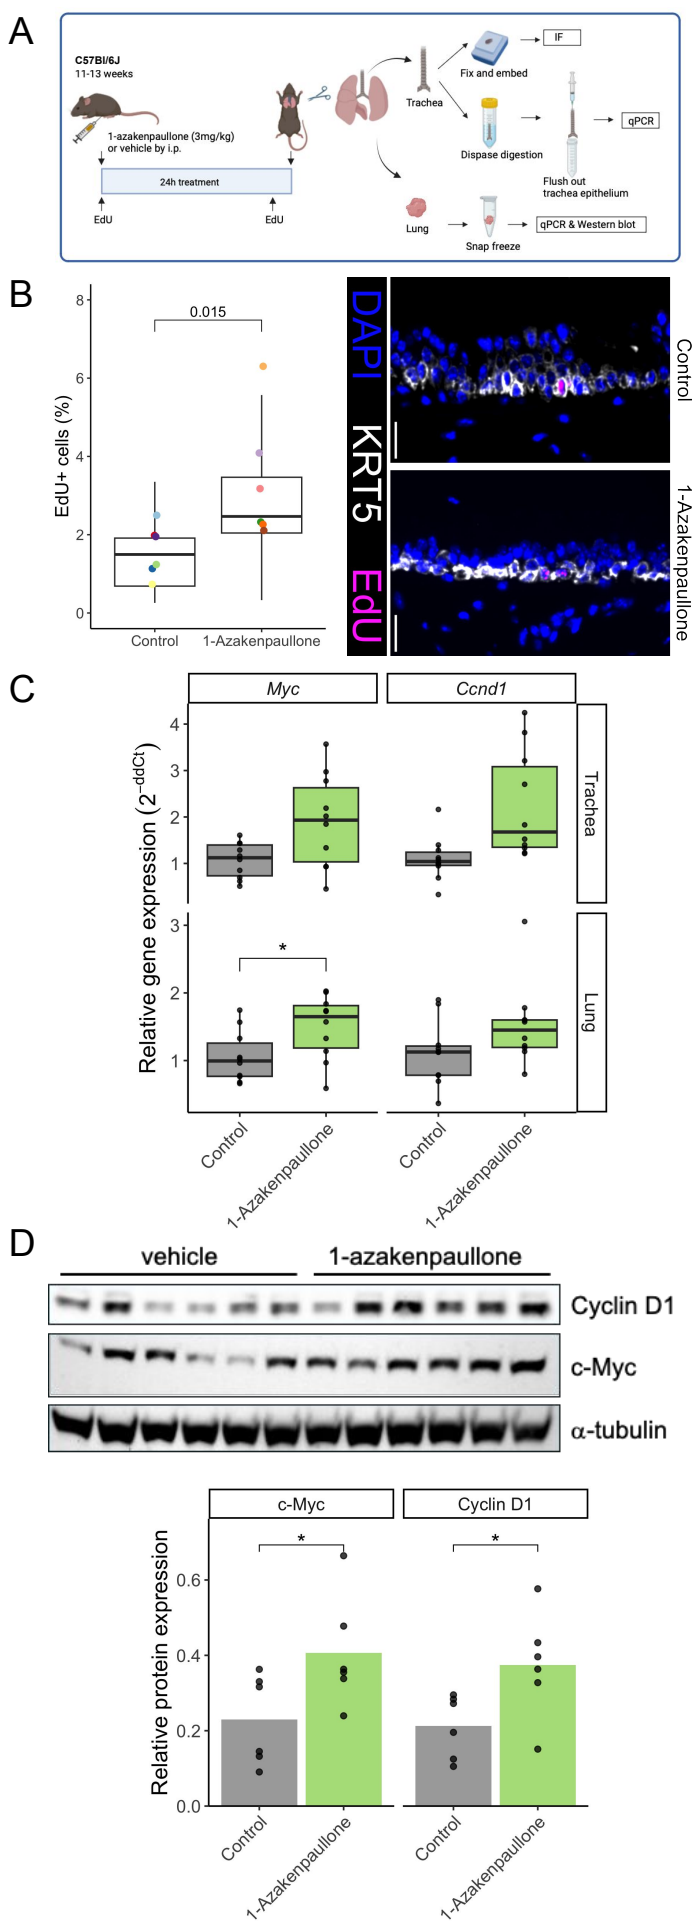 A
C57Bl/6J
11-13 weeks
1-azakenpaullone (3mg/kg)
or vehicle by i.p.
24h treatment
EdU
EdU
Trachea
Fix and embed
IF
Dispase digestion
Flush out
trachea epithelium
qPCR
Lung
Snap freeze
qPCR & Western blot
B
EdU+ cells (%)
8
6
4
2
0
0.015
Control
1-Azakenpaullone
DAPI KRT5 EdU
Control
1-Azakenpaullone
C
Myc
Ccnd1
Relative gene expression (2^−ddCt)
4
3
2
1
Trachea
3
2
1
*
Lung
Control
1-Azakenpaullone
Control
1-Azakenpaullone
D
vehicle
1-azakenpaullone
Cyclin D1
c-Myc
α-tubulin
c-Myc
Cyclin D1
Relative protein expression
0.6
0.4
0.2
0.0
*
*
Control
1-Azakenpaullone
Control
1-Azakenpaullone